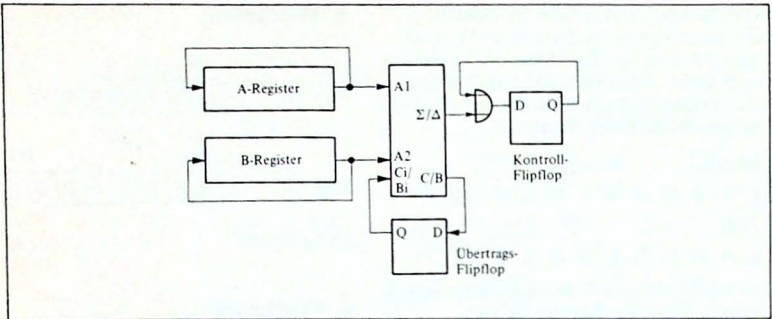 A-Register
B-Register
A1
Σ/Δ
A2
Ci/
Bi
C/B
Q D
D Q
Kontroll-
Flipflop
Übertrags-
Flipflop